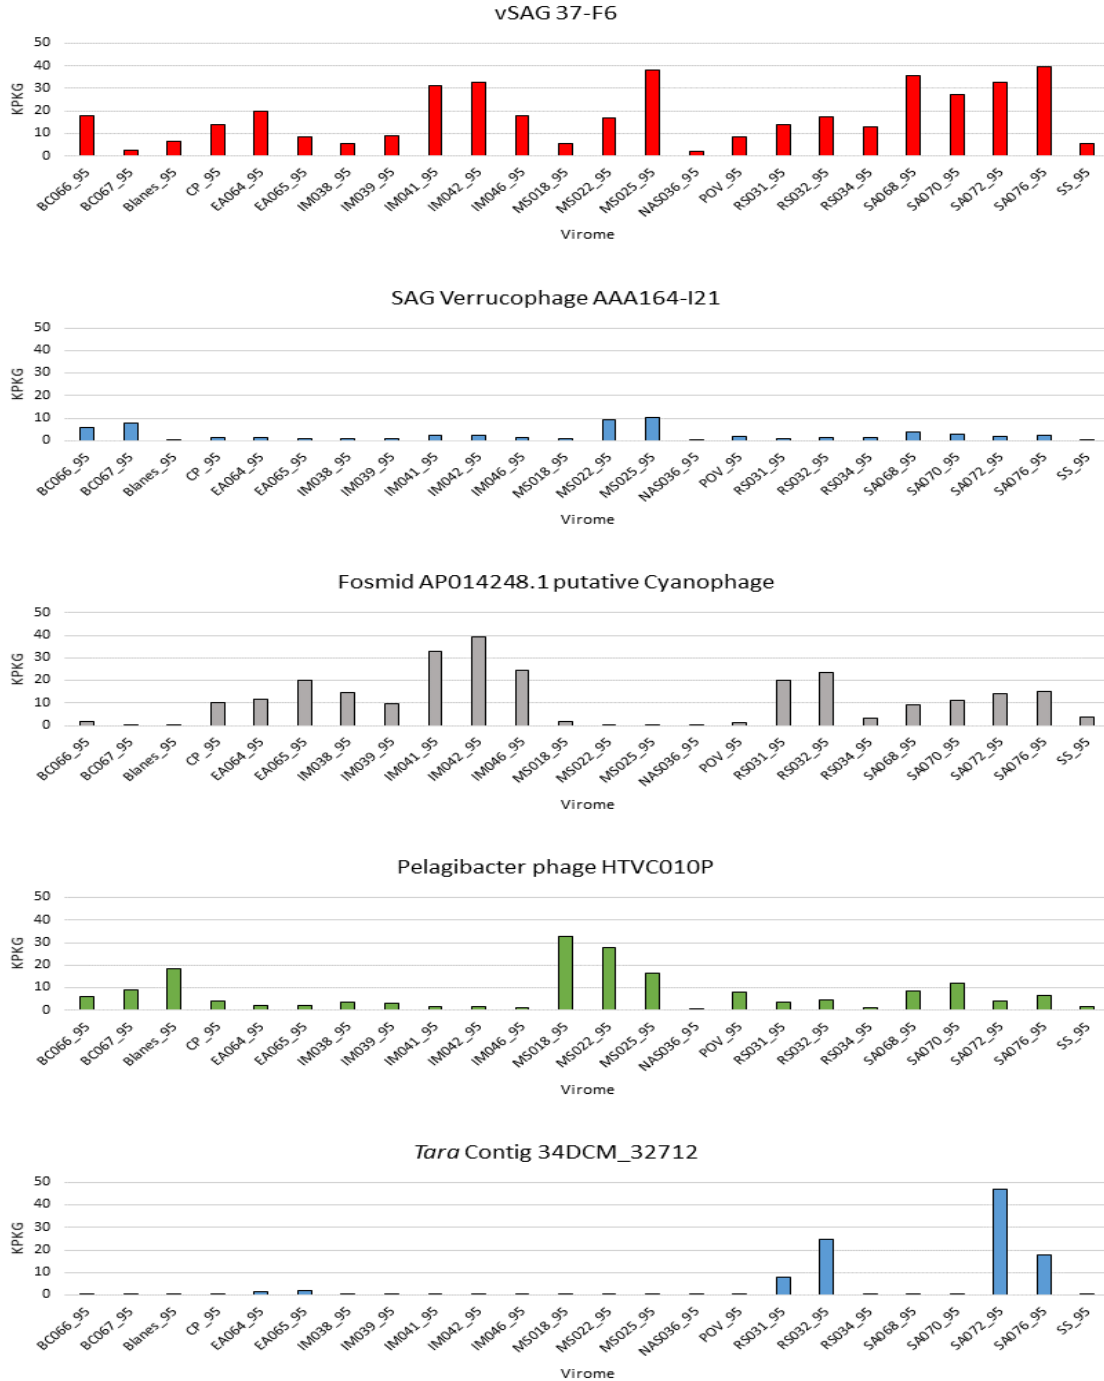 vSAG 37-F6
50
40
30
20
10
0
KPKG
BC066_95 BC067_95 Blanes_95 CP_95 EA064_95 EA065_95 IM038_95 IM039_95 IM041_95 IM042_95 IM046_95 MS018_95 MS022_95 MS025_95 NAS036_95 POV_95 RS031_95 RS032_95 RS034_95 SA068_95 SA070_95 SA072_95 SA076_95 SS_95
Virome
SAG Verrucophage AAA164-I21
50
40
30
20
10
0
KPKG
BC066_95 BC067_95 Blanes_95 CP_95 EA064_95 EA065_95 IM038_95 IM039_95 IM041_95 IM042_95 IM046_95 MS018_95 MS022_95 MS025_95 NAS036_95 POV_95 RS031_95 RS032_95 RS034_95 SA068_95 SA070_95 SA072_95 SA076_95 SS_95
Virome
Fosmid AP014248.1 putative Cyanophage
50
40
30
20
10
0
KPKG
BC066_95 BC067_95 Blanes_95 CP_95 EA064_95 EA065_95 IM038_95 IM039_95 IM041_95 IM042_95 IM046_95 MS018_95 MS022_95 MS025_95 NAS036_95 POV_95 RS031_95 RS032_95 RS034_95 SA068_95 SA070_95 SA072_95 SA076_95 SS_95
Virome
Pelagibacter phage HTVC010P
50
40
30
20
10
0
KPKG
BC066_95 BC067_95 Blanes_95 CP_95 EA064_95 EA065_95 IM038_95 IM039_95 IM041_95 IM042_95 IM046_95 MS018_95 MS022_95 MS025_95 NAS036_95 POV_95 RS031_95 RS032_95 RS034_95 SA068_95 SA070_95 SA072_95 SA076_95 SS_95
Virome
Tara Contig 34DCM_32712
50
40
30
20
10
0
KPKG
BC066_95 BC067_95 Blanes_95 CP_95 EA064_95 EA065_95 IM038_95 IM039_95 IM041_95 IM042_95 IM046_95 MS018_95 MS022_95 MS025_95 NAS036_95 POV_95 RS031_95 RS032_95 RS034_95 SA068_95 SA070_95 SA072_95 SA076_95 SS_95
Virome